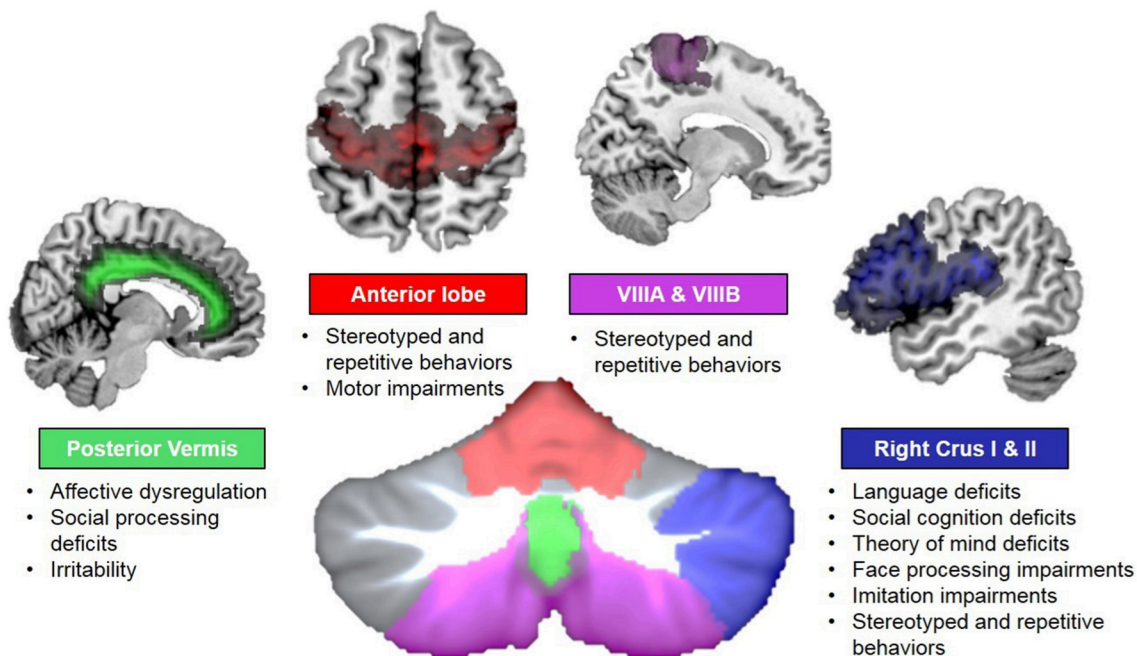 Anterior lobe
• Stereotyped and
repetitive behaviors
• Motor impairments
VIIIA & VIIIB
• Stereotyped and
repetitive behaviors
Posterior Vermis
• Affective dysregulation
• Social processing
deficits
• Irritability
Right Crus I & II
• Language deficits
• Social cognition deficits
• Theory of mind deficits
• Face processing impairments
• Imitation impairments
• Stereotyped and repetitive
behaviors